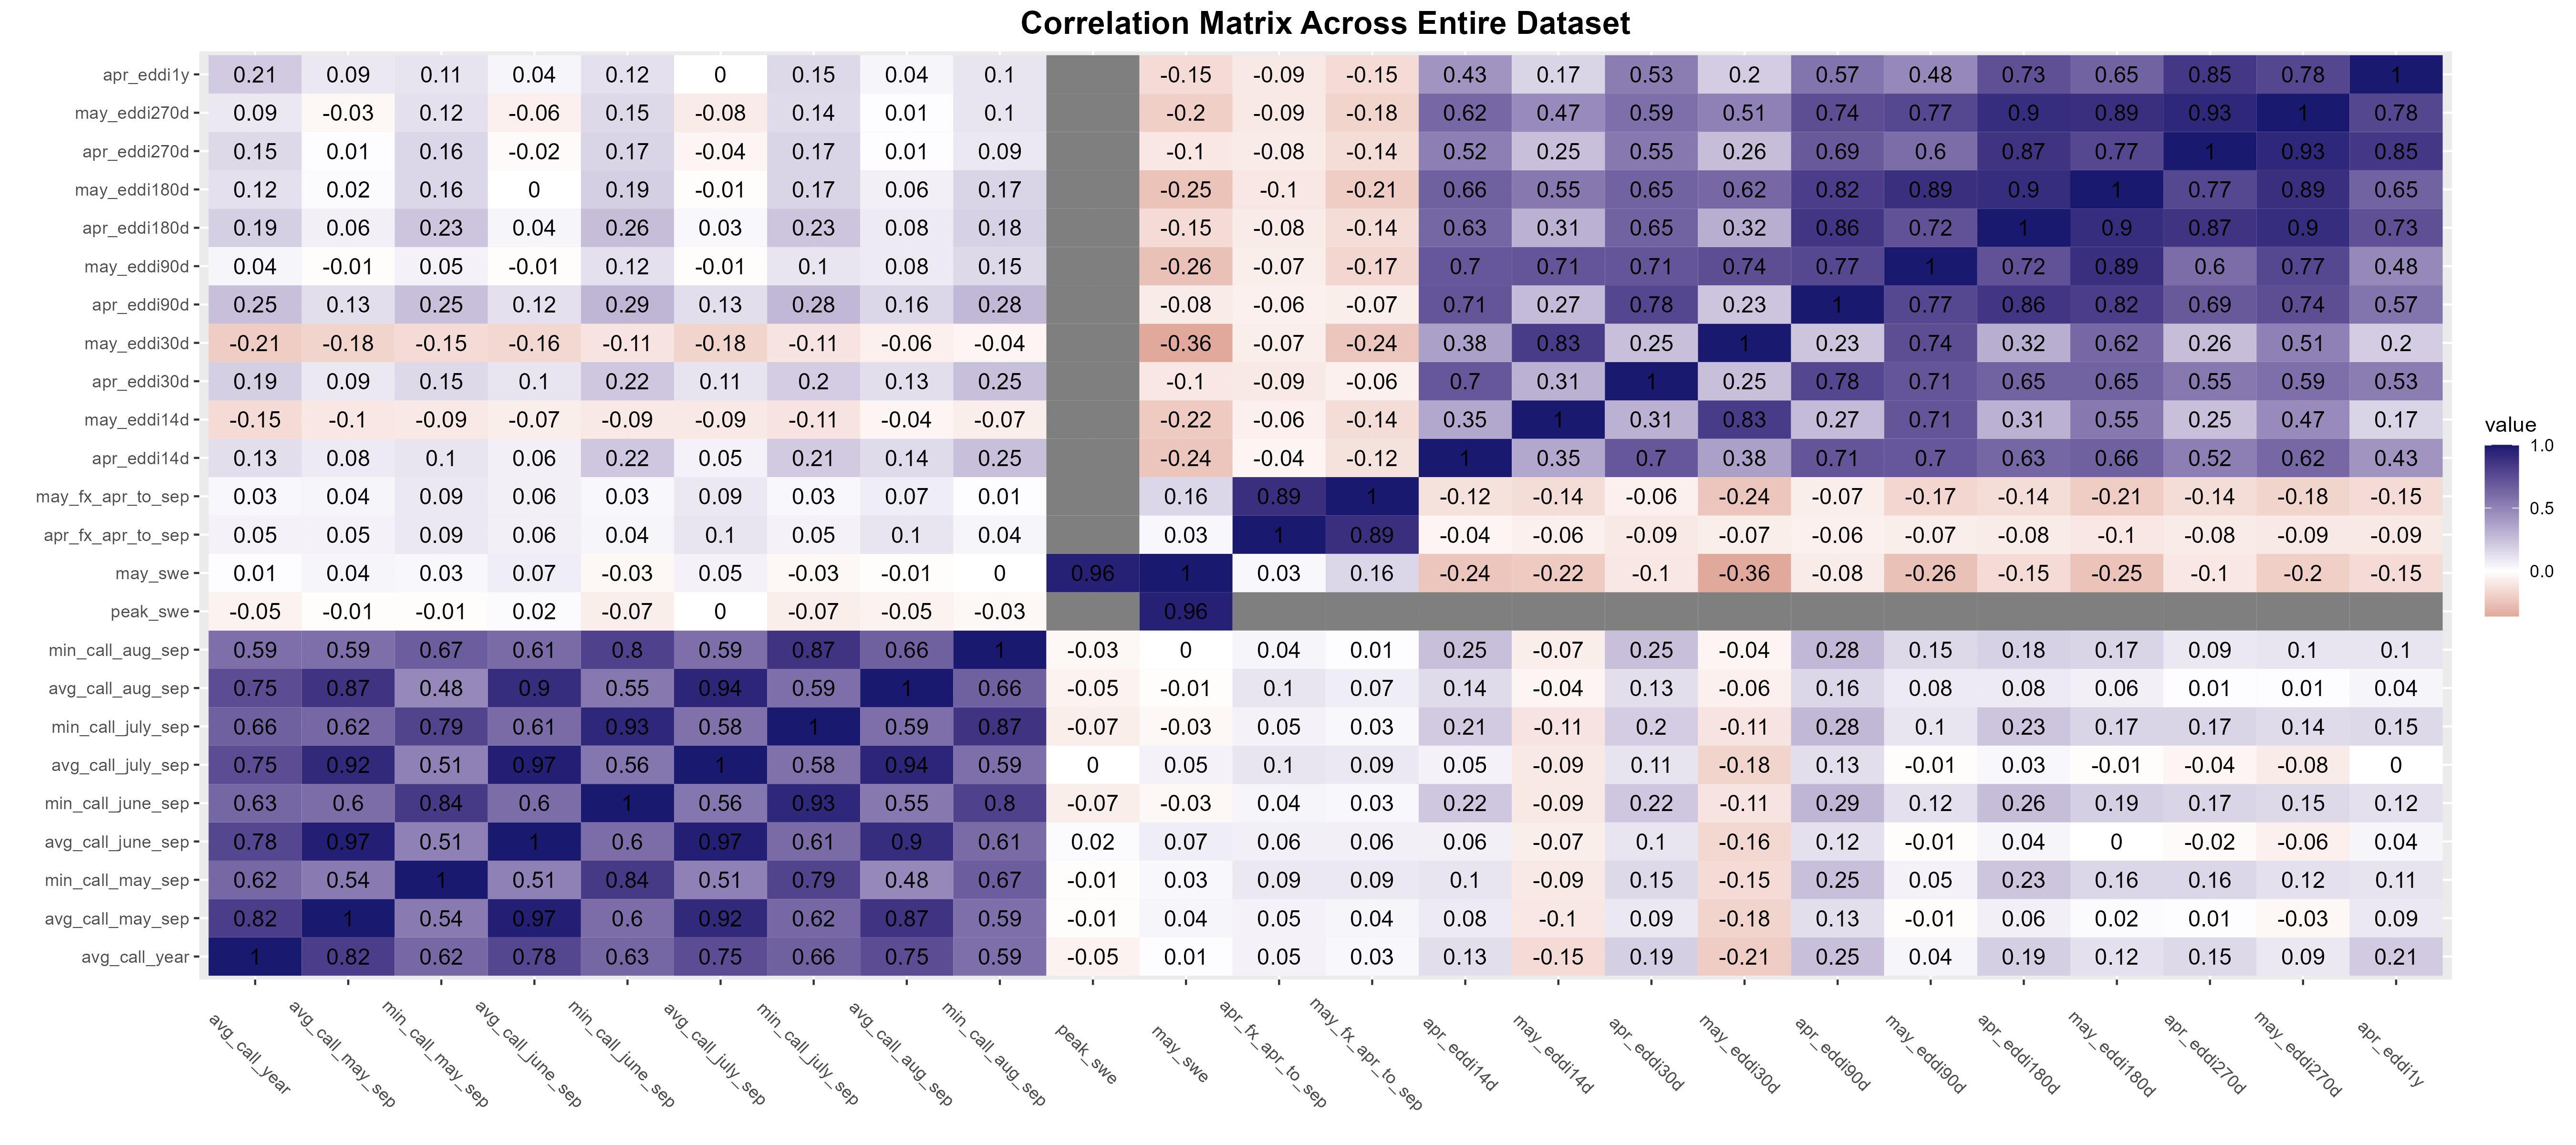 Correlation Matrix Across Entire Dataset
apr_eddi1y 0.21 0.09 0.11 0.04 0.12 0 0.15 0.04 0.1 -0.15 -0.09 -0.15 0.43 0.17 0.53 0.2 0.57 0.48 0.73 0.65 0.85 0.78 1
may_eddi270d 0.09 -0.03 0.12 -0.06 0.15 -0.08 0.14 0.01 0.1 -0.2 -0.09 -0.18 0.62 0.47 0.59 0.51 0.74 0.77 0.9 0.89 0.93 1 0.78
apr_eddi270d 0.15 0.01 0.16 -0.02 0.17 -0.04 0.17 0.01 0.09 -0.1 -0.08 -0.14 0.52 0.25 0.55 0.26 0.69 0.6 0.87 0.77 1 0.93 0.85
may_eddi180d 0.12 0.02 0.16 0 0.19 -0.01 0.17 0.06 0.17 -0.25 -0.1 -0.21 0.66 0.55 0.65 0.62 0.82 0.89 0.9 1 0.77 0.89 0.65
apr_eddi180d 0.19 0.06 0.23 0.04 0.26 0.03 0.23 0.08 0.18 -0.15 -0.08 -0.14 0.63 0.31 0.65 0.32 0.86 0.72 1 0.9 0.87 0.9 0.73
may_eddi90d 0.04 -0.01 0.05 -0.01 0.12 -0.01 0.1 0.08 0.15 -0.26 -0.07 -0.17 0.7 0.71 0.71 0.74 0.77 1 0.72 0.89 0.6 0.77 0.48
apr_eddi90d 0.25 0.13 0.25 0.12 0.29 0.13 0.28 0.16 0.28 -0.08 -0.06 -0.07 0.71 0.27 0.78 0.23 1 0.77 0.86 0.82 0.69 0.74 0.57
may_eddi30d -0.21 -0.18 -0.15 -0.16 -0.11 -0.18 -0.11 -0.06 -0.04 -0.36 -0.07 -0.24 0.38 0.83 0.25 1 0.23 0.74 0.32 0.62 0.26 0.51 0.2
apr_eddi30d 0.19 0.09 0.15 0.1 0.22 0.11 0.2 0.13 0.25 -0.1 -0.09 -0.06 0.7 0.31 1 0.25 0.78 0.71 0.65 0.65 0.55 0.59 0.53
may_eddi14d -0.15 -0.1 -0.09 -0.07 -0.09 -0.09 -0.11 -0.04 -0.07 -0.22 -0.06 -0.14 0.35 1 0.31 0.83 0.27 0.71 0.31 0.55 0.25 0.47 0.17
apr_eddi14d 0.13 0.08 0.1 0.06 0.22 0.05 0.21 0.14 0.25 -0.24 -0.04 -0.12 1 0.35 0.7 0.38 0.71 0.7 0.63 0.66 0.52 0.62 0.43
may_fx_apr_to_sep 0.03 0.04 0.09 0.06 0.03 0.09 0.03 0.07 0.01 0.16 0.89 1 -0.12 -0.14 -0.06 -0.24 -0.07 -0.17 -0.14 -0.21 -0.14 -0.18 -0.15
apr_fx_apr_to_sep 0.05 0.05 0.09 0.06 0.04 0.1 0.05 0.1 0.04 0.03 1 0.89 -0.04 -0.06 -0.09 -0.07 -0.06 -0.07 -0.08 -0.1 -0.08 -0.09 -0.09
may_swe 0.01 0.04 0.03 0.07 -0.03 0.05 -0.03 -0.01 0 0.96 1 0.03 0.16 -0.24 -0.22 -0.1 -0.36 -0.08 -0.26 -0.15 -0.25 -0.1 -0.2 -0.15
peak_swe -0.05 -0.01 -0.01 0.02 -0.07 0 -0.07 -0.05 -0.03 0.96
min_call_aug_sep 0.59 0.59 0.67 0.61 0.8 0.59 0.87 0.66 1 -0.03 0 0.04 0.01 0.25 -0.07 0.25 -0.04 0.28 0.15 0.18 0.17 0.09 0.1 0.1
avg_call_aug_sep 0.75 0.87 0.48 0.9 0.55 0.94 0.59 1 0.66 -0.05 -0.01 0.1 0.07 0.14 -0.04 0.13 -0.06 0.16 0.08 0.08 0.06 0.01 0.01 0.04
min_call_july_sep 0.66 0.62 0.79 0.61 0.93 0.58 1 0.59 0.87 -0.07 -0.03 0.05 0.03 0.21 -0.11 0.2 -0.11 0.28 0.1 0.23 0.17 0.17 0.14 0.15
avg_call_july_sep 0.75 0.92 0.51 0.97 0.56 1 0.58 0.94 0.59 0 0.05 0.1 0.09 0.05 -0.09 0.11 -0.18 0.13 -0.01 0.03 -0.01 -0.04 -0.08 0
min_call_june_sep 0.63 0.6 0.84 0.6 1 0.56 0.93 0.55 0.8 -0.07 -0.03 0.04 0.03 0.22 -0.09 0.22 -0.11 0.29 0.12 0.26 0.19 0.17 0.15 0.12
avg_call_june_sep 0.78 0.97 0.51 1 0.6 0.97 0.61 0.9 0.61 0.02 0.07 0.06 0.06 0.06 -0.07 0.1 -0.16 0.12 -0.01 0.04 0 -0.02 -0.06 0.04
min_call_may_sep 0.62 0.54 1 0.51 0.84 0.51 0.79 0.48 0.67 -0.01 0.03 0.09 0.09 0.1 -0.09 0.15 -0.15 0.25 0.05 0.23 0.16 0.16 0.12 0.11
avg_call_may_sep 0.82 1 0.54 0.97 0.6 0.92 0.62 0.87 0.59 -0.01 0.04 0.05 0.04 0.08 -0.1 0.09 -0.18 0.13 -0.01 0.06 0.02 0.01 -0.03 0.09
avg_call_year 1 0.82 0.62 0.78 0.63 0.75 0.66 0.75 0.59 -0.05 0.01 0.05 0.03 0.13 -0.15 0.19 -0.21 0.25 0.04 0.19 0.12 0.15 0.09 0.21
avg_call_year avg_call_may_sep min_call_may_sep avg_call_june_sep min_call_june_sep avg_call_july_sep min_call_july_sep avg_call_aug_sep min_call_aug_sep peak_swe may_swe apr_fx_apr_to_sep may_fx_apr_to_sep apr_eddi14d may_eddi14d apr_eddi30d may_eddi30d apr_eddi90d may_eddi90d apr_eddi180d may_eddi180d apr_eddi270d may_eddi270d apr_eddi1y
value
1.0
0.5
0.0